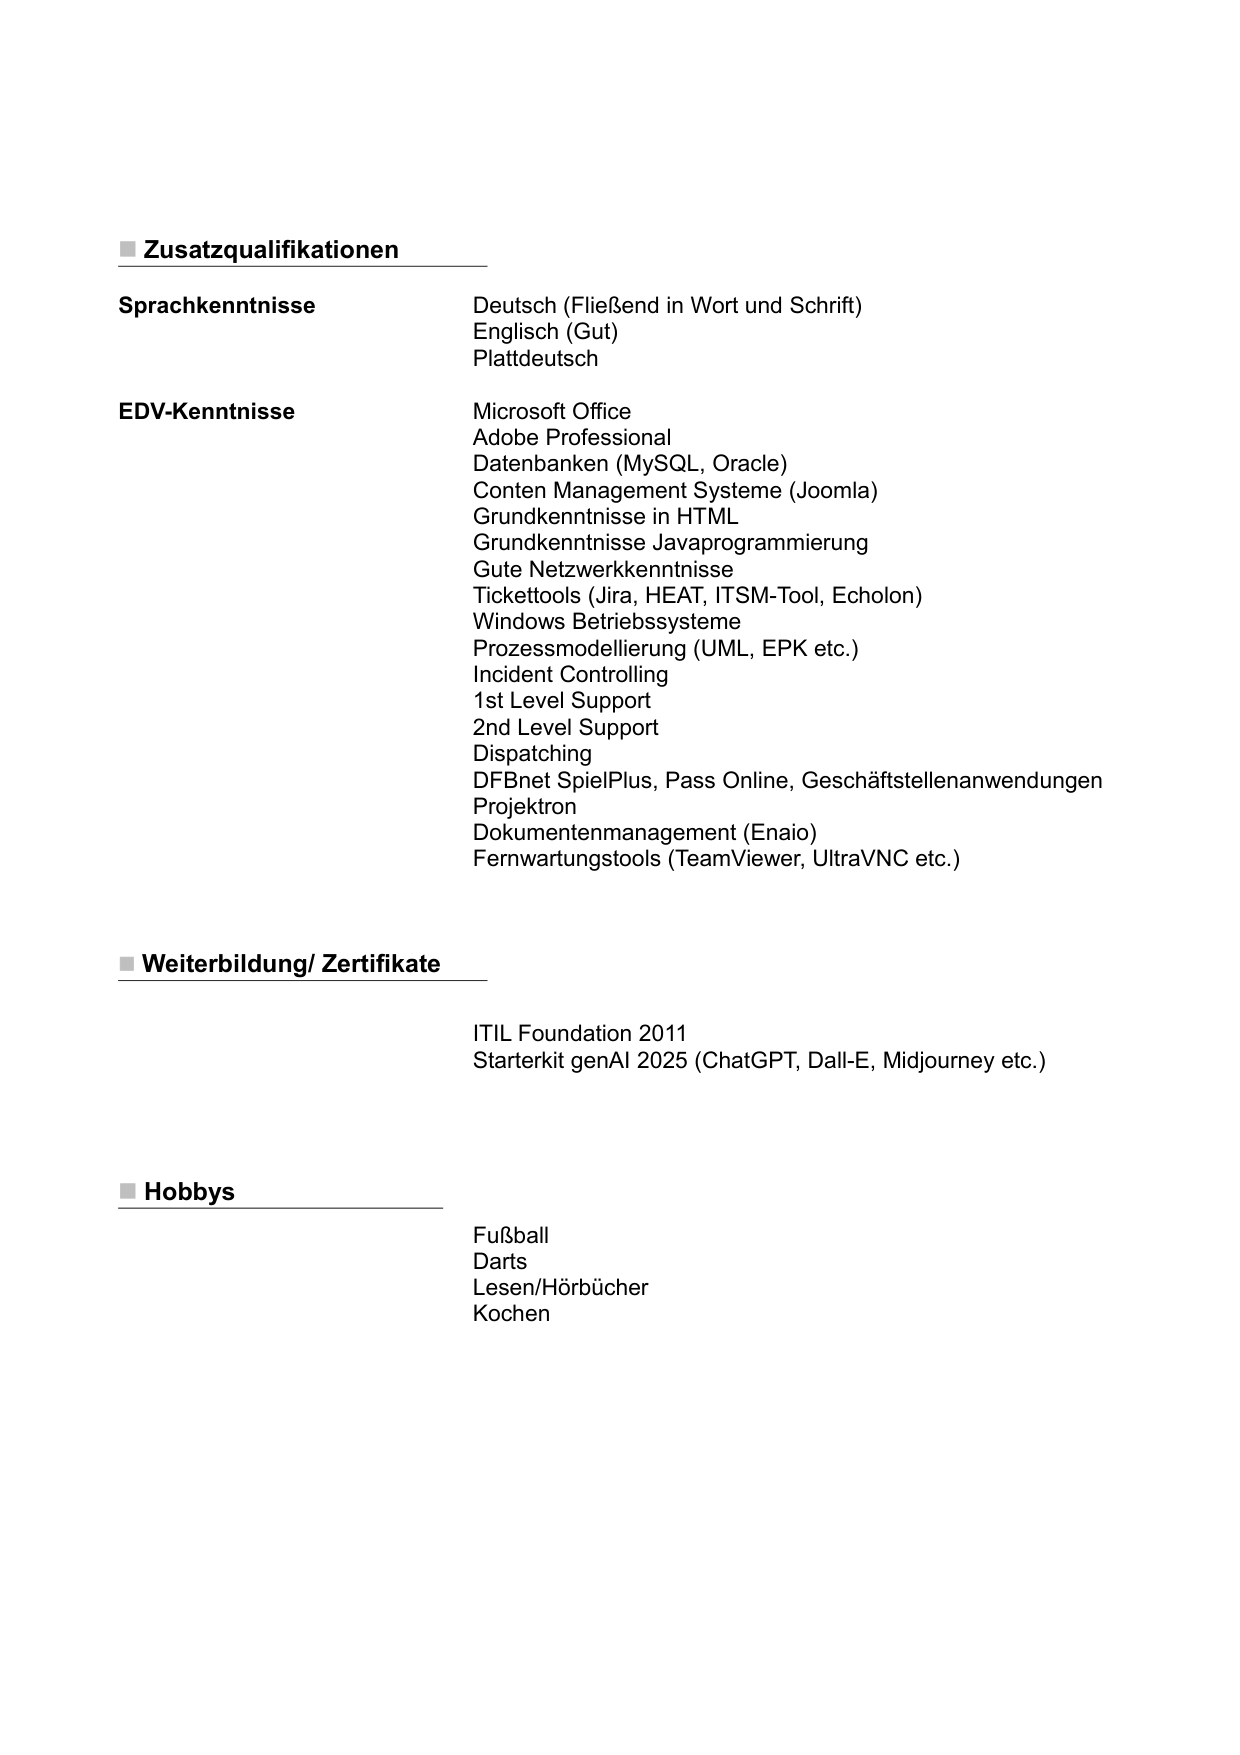 Zusatzqualifikationen
Sprachkenntnisse Deutsch (Fließend in Wort und Schrift)
Englisch (Gut)
Plattdeutsch
EDV-Kenntnisse Microsoft Office
Adobe Professional
Datenbanken (MySQL, Oracle)
Conten Management Systeme (Joomla)
Grundkenntnisse in HTML
Grundkenntnisse Javaprogrammierung
Gute Netzwerkkenntnisse
Tickettools (Jira, HEAT, ITSM-Tool, Echolon)
Windows Betriebssysteme
Prozessmodellierung (UML, EPK etc.)
Incident Controlling
1st Level Support
2nd Level Support
Dispatching
DFBnet SpielPlus, Pass Online, Geschäftstellenanwendungen
Projektron
Dokumentenmanagement (Enaio)
Fernwartungstools (TeamViewer, UltraVNC etc.)
Weiterbildung/ Zertifikate
ITIL Foundation 2011
Starterkit genAI 2025 (ChatGPT, Dall-E, Midjourney etc.)
Hobbys
Fußball
Darts
Lesen/Hörbücher
Kochen